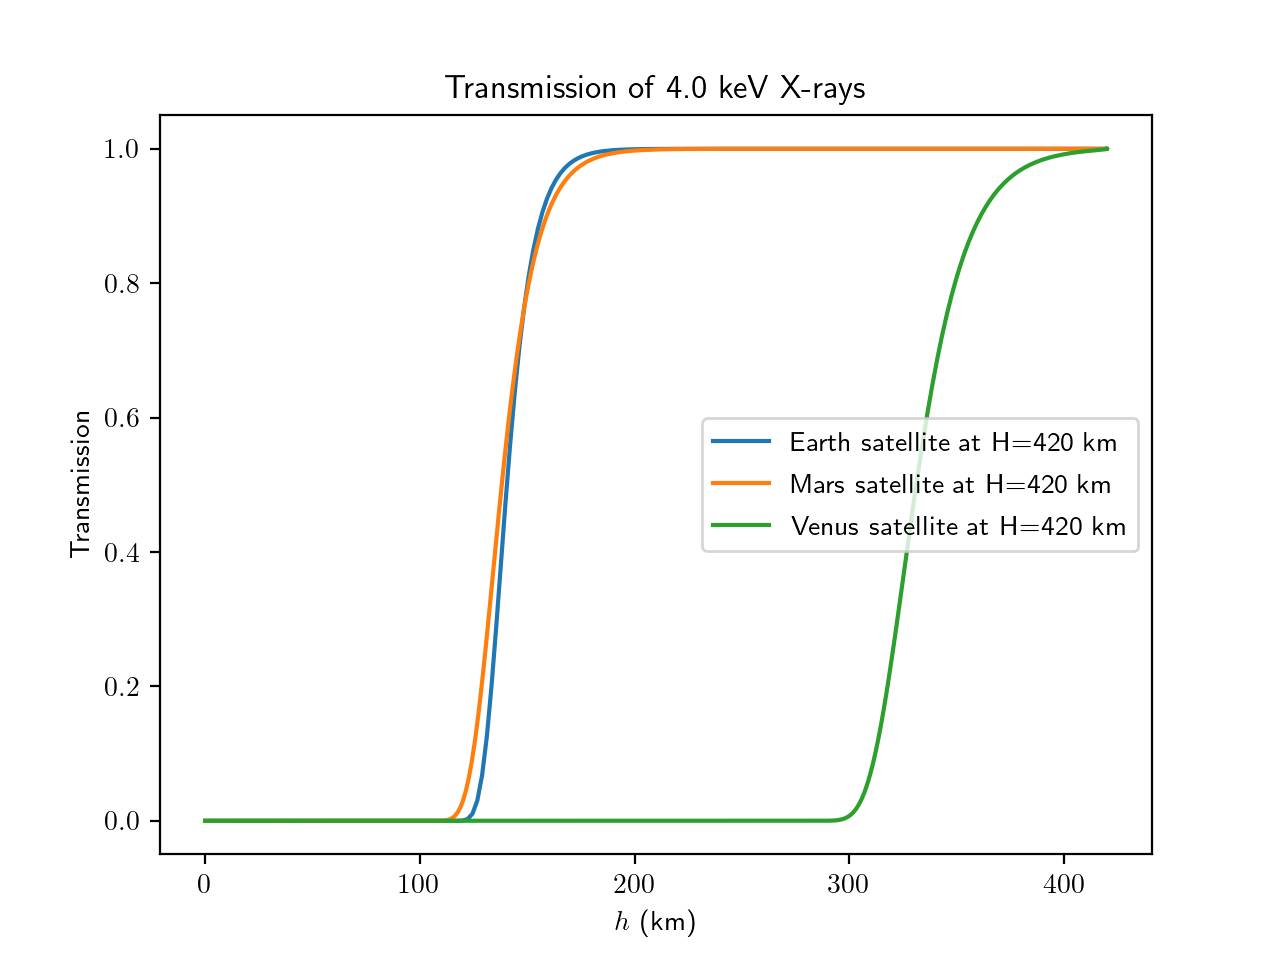 Transmission of 4.0 keV X-rays
1.0
0.8
0.6
0.4
0.2
0.0
Transmission
Earth satellite at H=420 km
Mars satellite at H=420 km
Venus satellite at H=420 km
0 100 200 300 400
h (km)